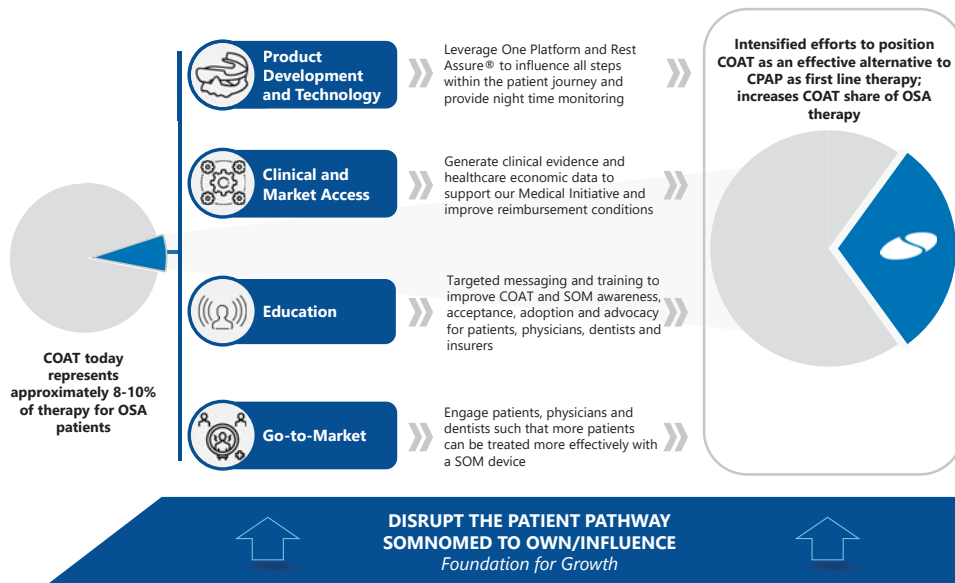 Product
Development
and Technology
Leverage One Platform and Rest
Assure® to influence all steps
within the patient journey and
provide night time monitoring
Clinical and
Market Access
Generate clinical evidence and
healthcare economic data to
support our Medical Initiative and
improve reimbursement conditions
Education
Targeted messaging and training to
improve COAT and SOM awareness,
acceptance, adoption and advocacy
for patients, physicians, dentists and
insurers
Go-to-Market
Engage patients, physicians and
dentists such that more patients
can be treated more effectively with
a SOM device
COAT today
represents
approximately 8-10%
of therapy for OSA
patients
Intensified efforts to position
COAT as an effective alternative to
CPAP as first line therapy;
increases COAT share of OSA
therapy
DISRUPT THE PATIENT PATHWAY
SOMNOMED TO OWN/INFLUENCE
Foundation for Growth